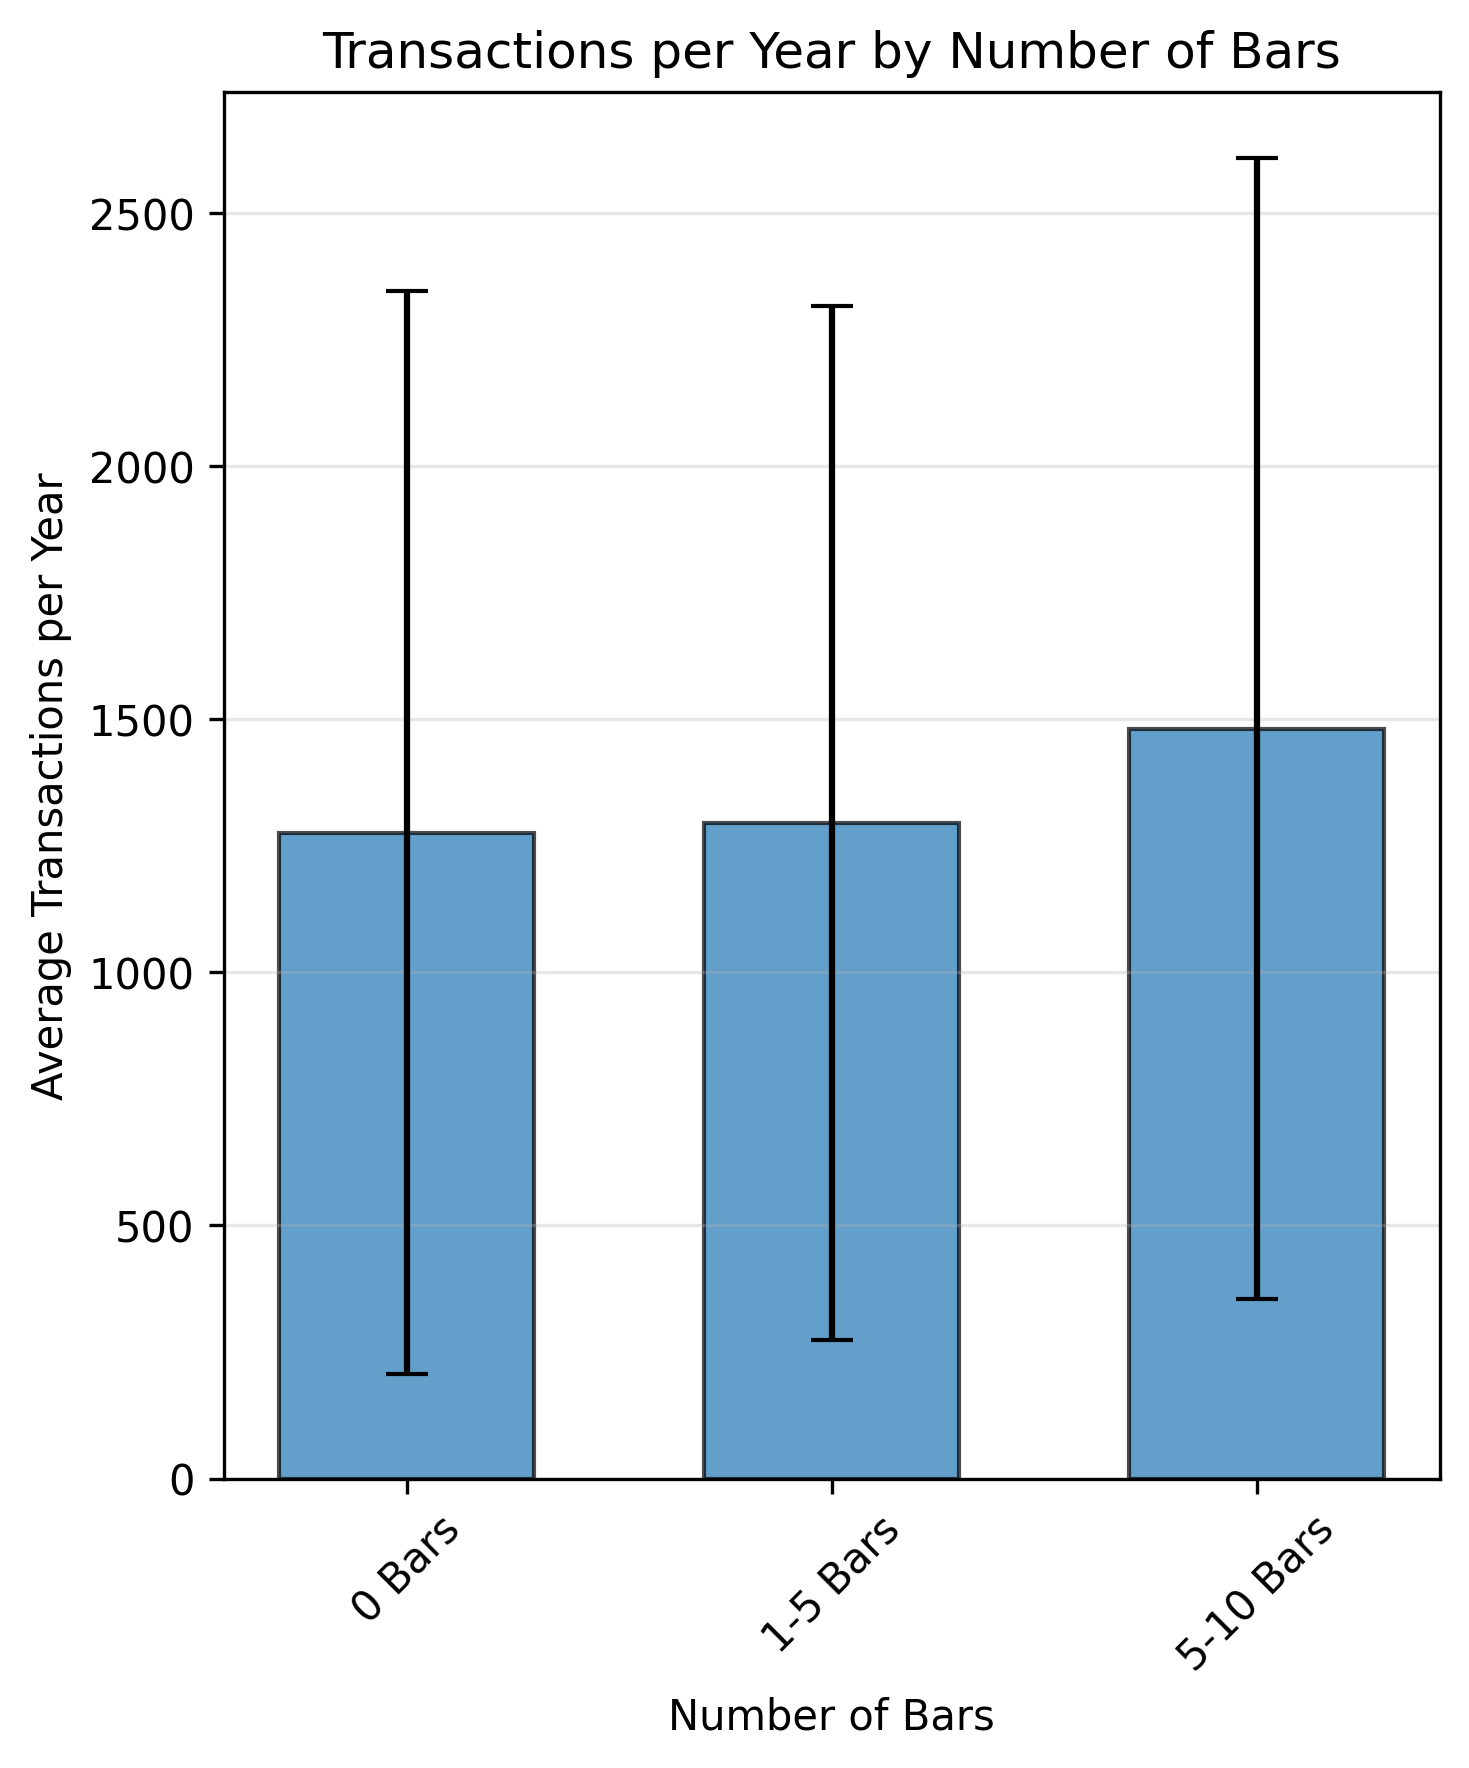 Transactions per Year by Number of Bars
Average Transactions per Year
2500
2000
1500
1000
500
0
0 Bars
1-5 Bars
5-10 Bars
Number of Bars